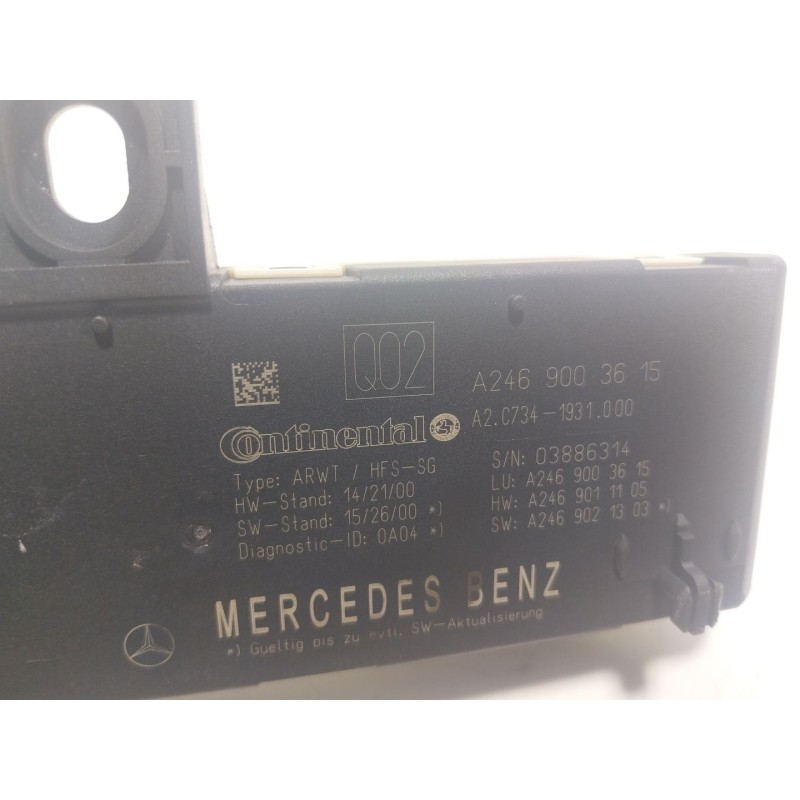 Q02
A246 900 3615
A2.C734-1931.000
Continental
Type: ARWT / HFS-SG
HW-Stand: 14/21/00
SW-Stand: 15/26/00 *)
Diagnostic-ID: 0A04 *)
S/N: 03886314
LU: A246 900 36 15
HW: A246 901 11 05
SW: A246 902 13 03 *)
MERCEDES BENZ
*) Gueltig bis zu evtl. SW-Aktualisierung